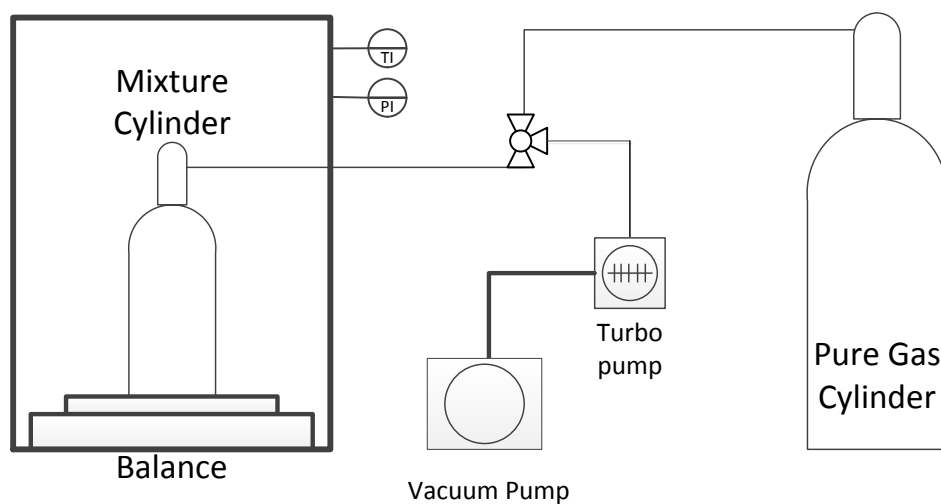 TI
Mixture
Cylinder
PI
Turbo
pump
Pure Gas
Cylinder
Balance
Vacuum Pump